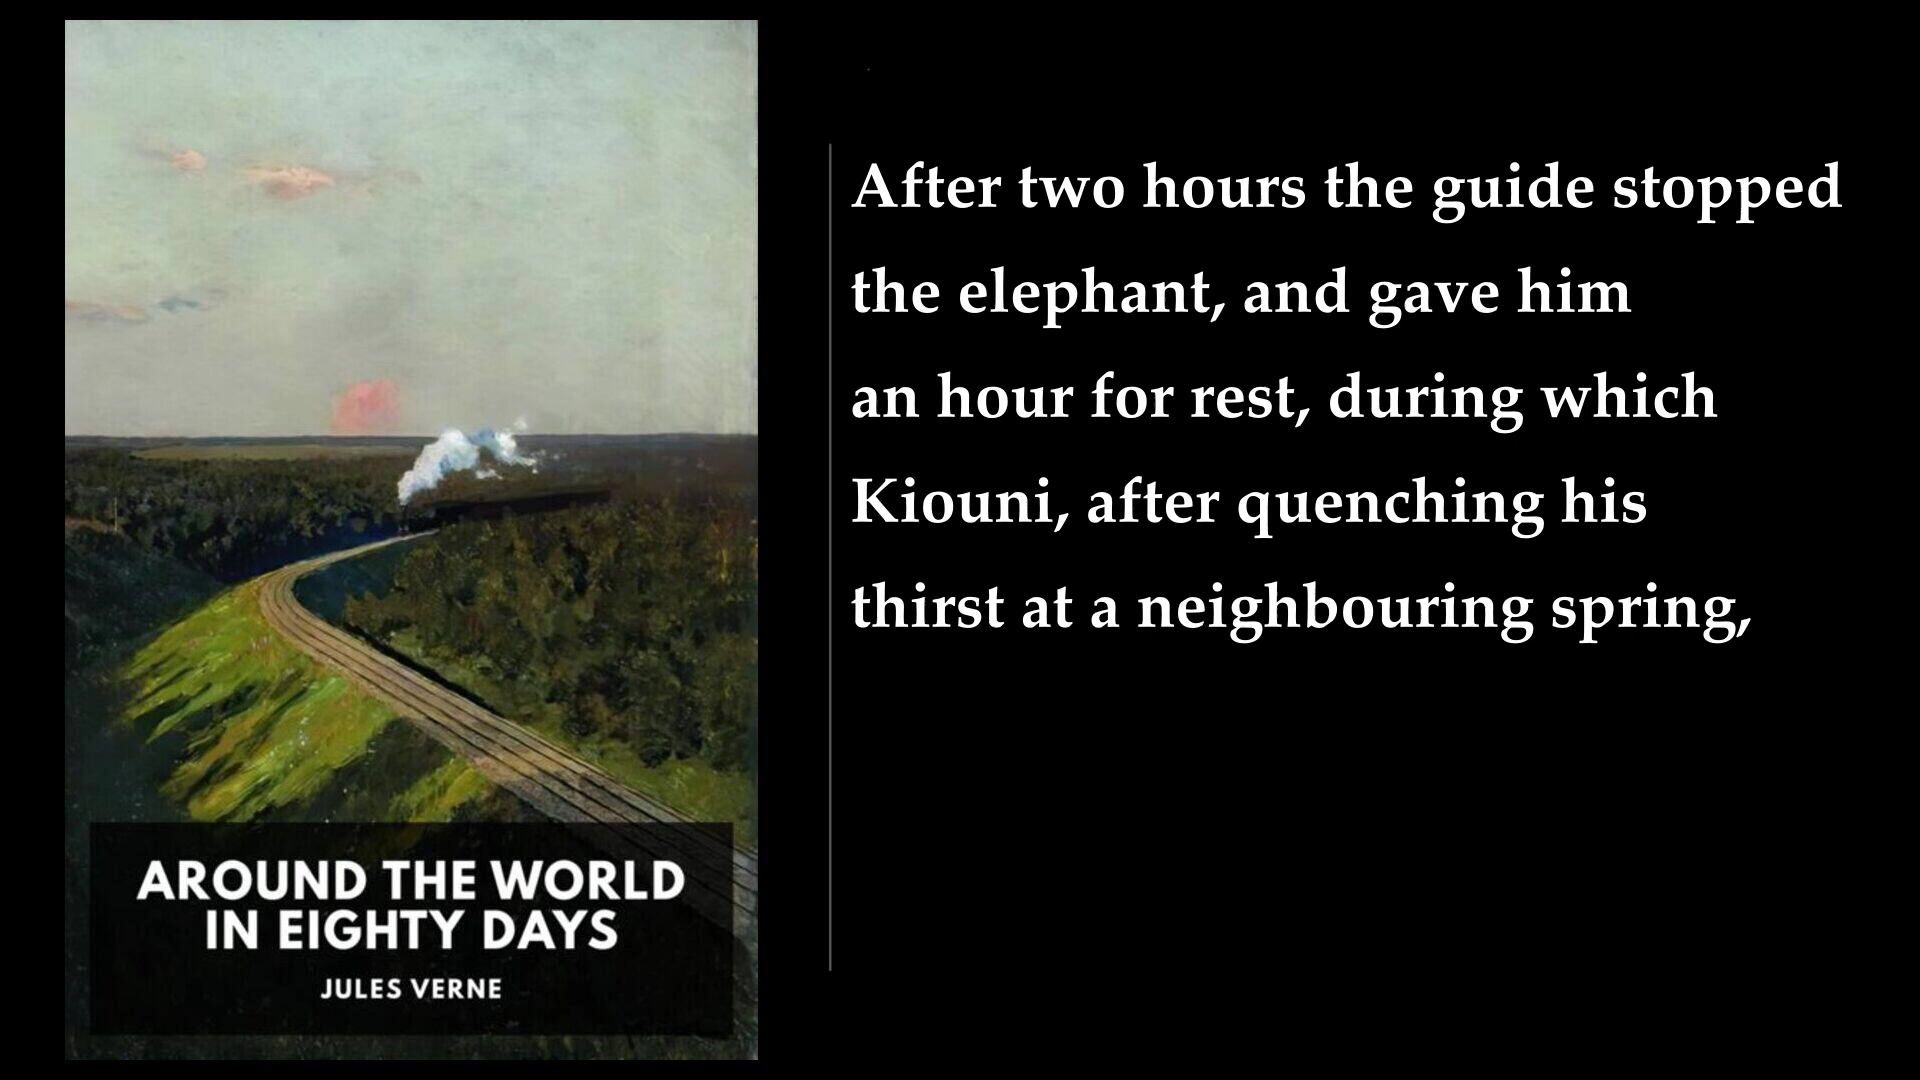 After two hours the guide stopped
the elephant, and gave him
an hour for rest, during which
Kiouni, after quenching his
thirst at a neighbouring spring,
AROUND THE WORLD
IN EIGHTY DAYS
JULES VERNE